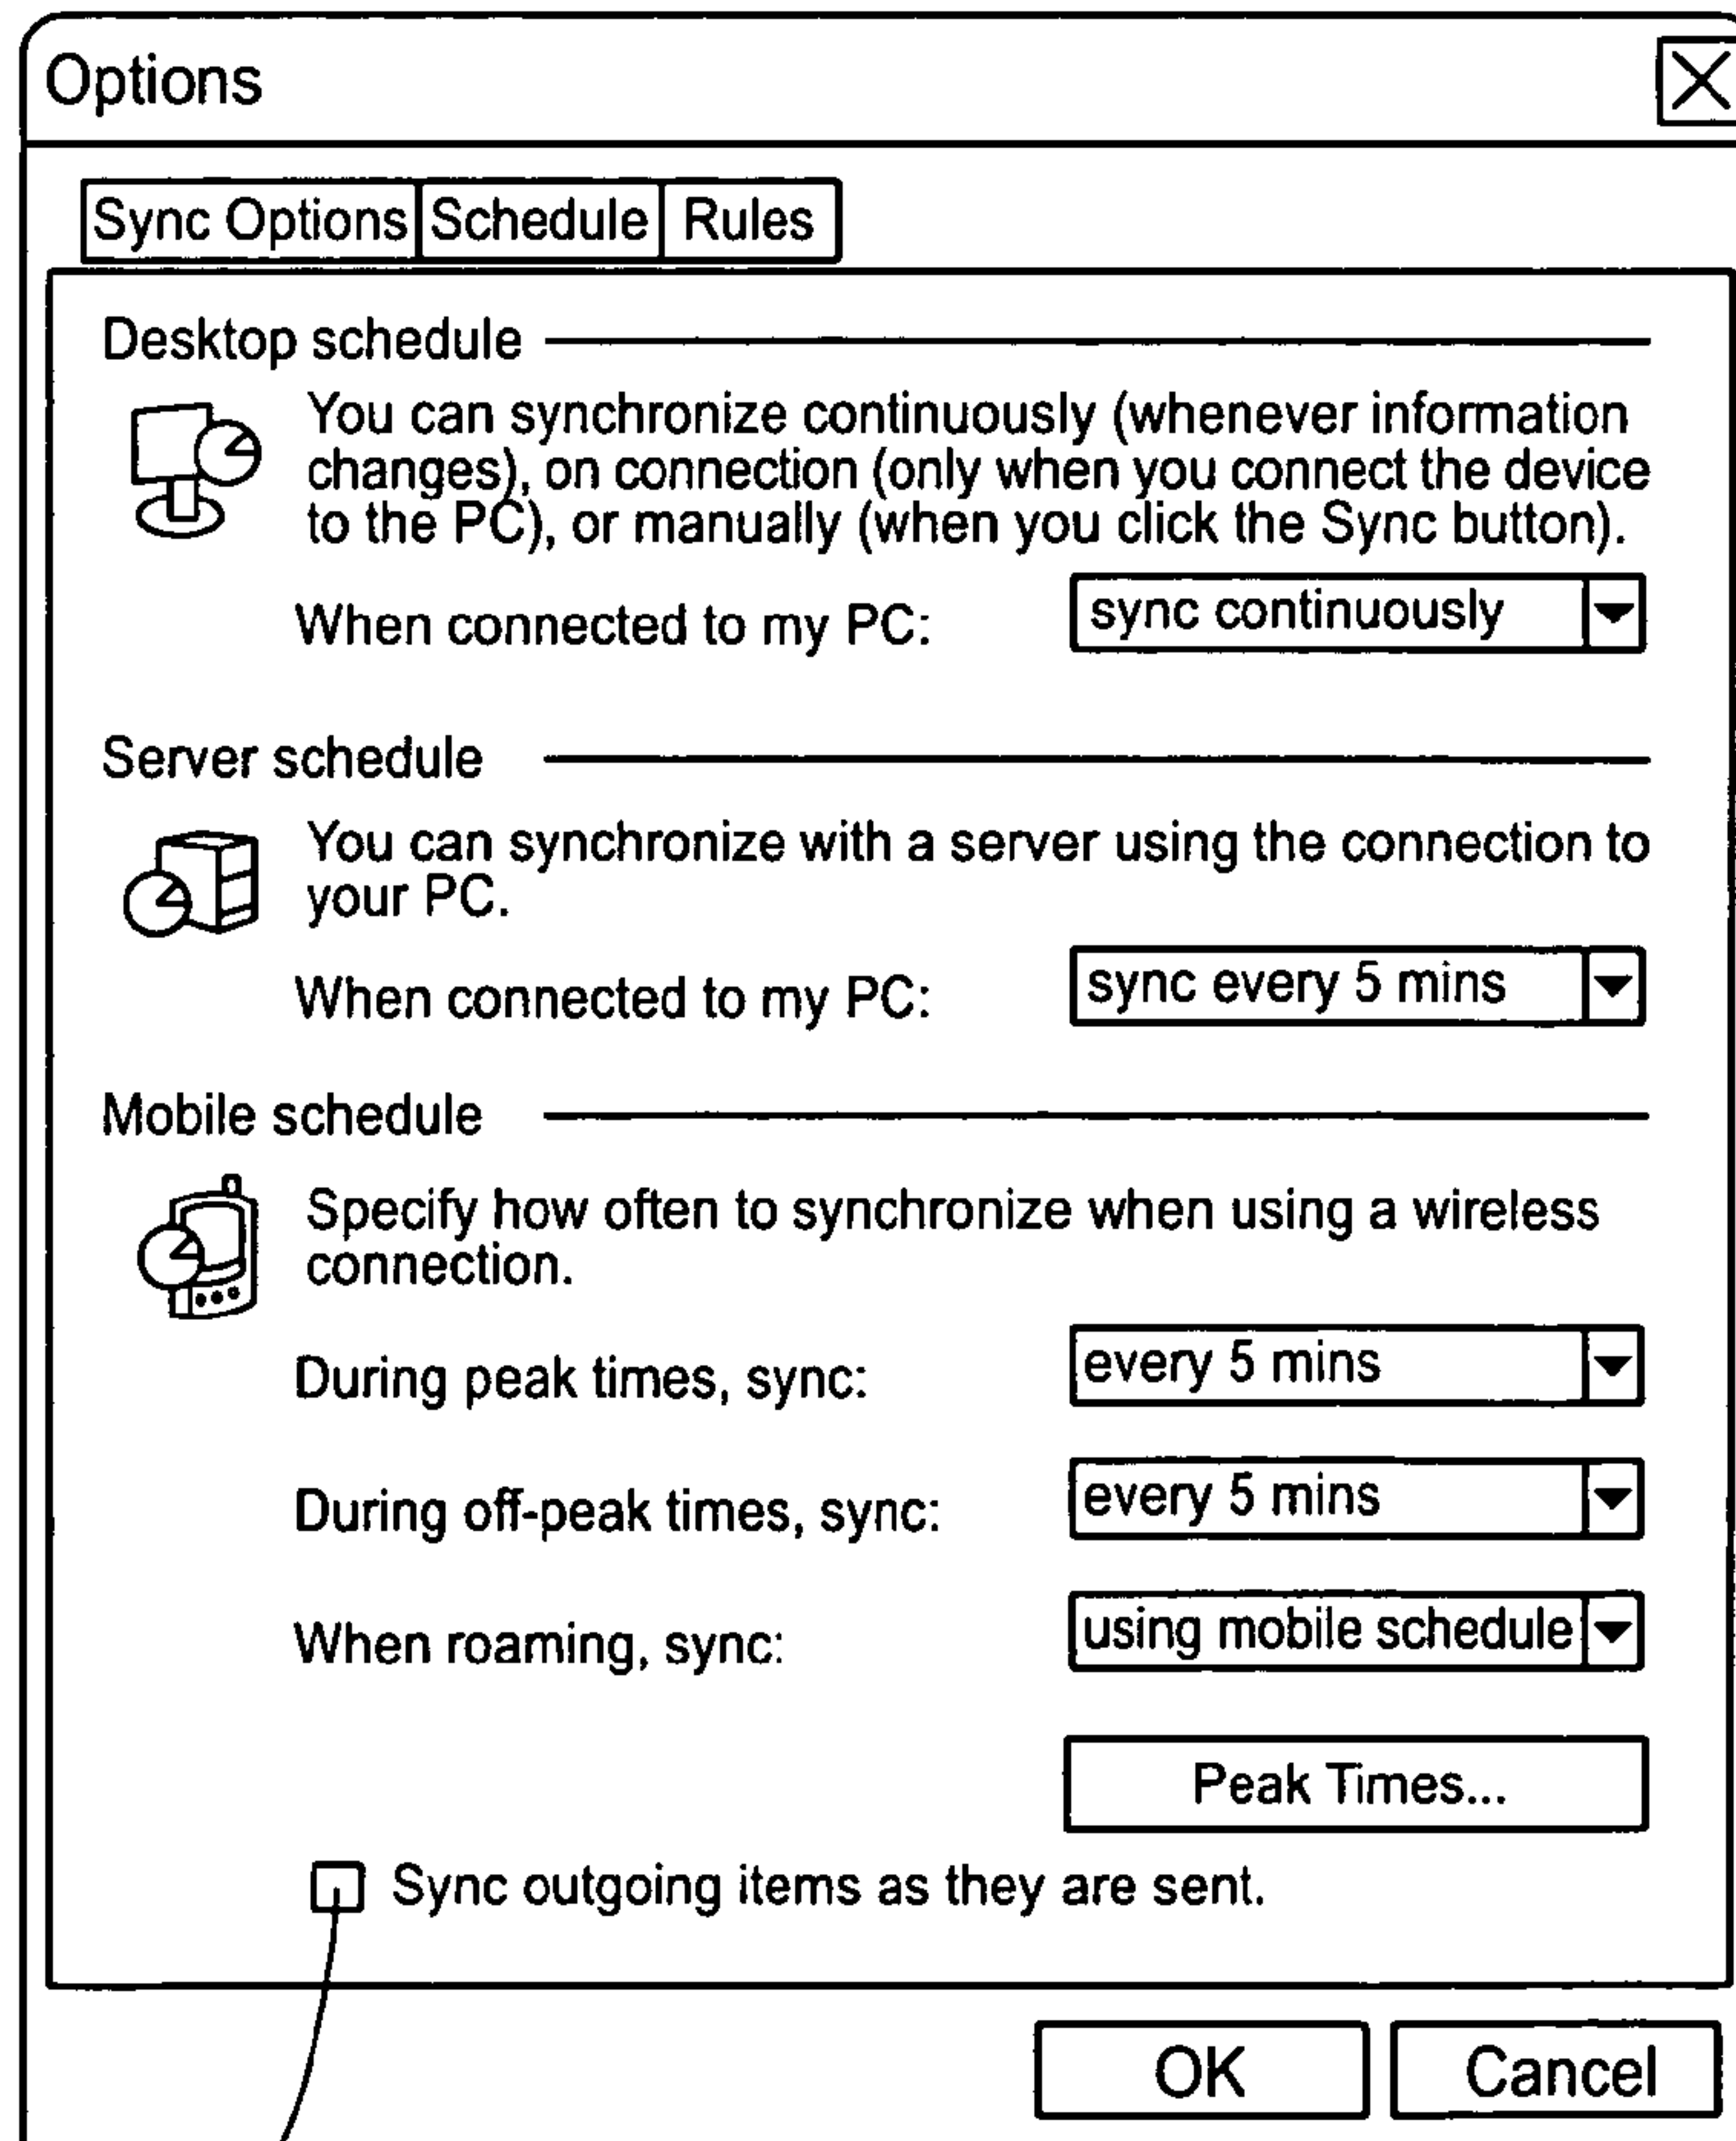 Options
Sync Options Schedule Rules
Desktop schedule
You can synchronize continuously (whenever information
changes), on connection (only when you connect the device
to the PC), or manually (when you click the Sync button).
When connected to my PC: sync continuously
Server schedule
You can synchronize with a server using the connection to
your PC.
When connected to my PC: sync every 5 mins
Mobile schedule
Specify how often to synchronize when using a wireless
connection.
During peak times, sync: every 5 mins
During off-peak times, sync: every 5 mins
When roaming, sync: using mobile schedule
Peak Times...
Sync outgoing items as they are sent.
OK Cancel